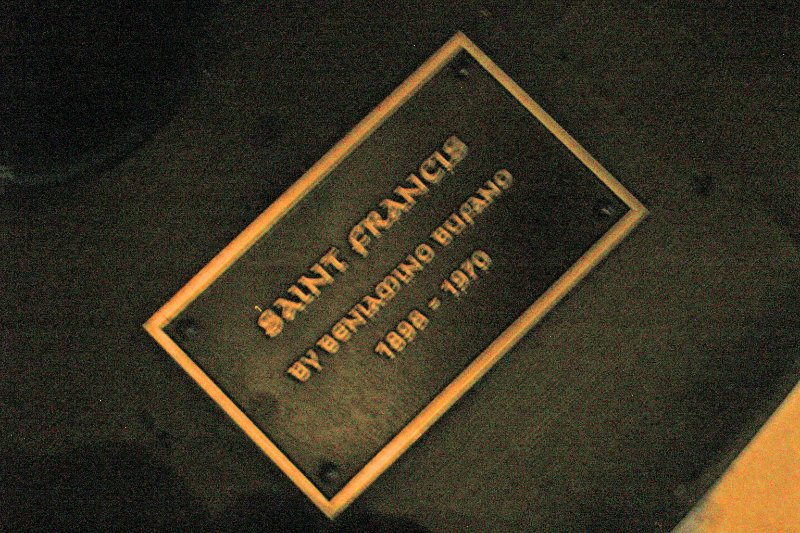 SAINT FRANCIS
BY BENIAMINO BUFANO
1898 - 1970